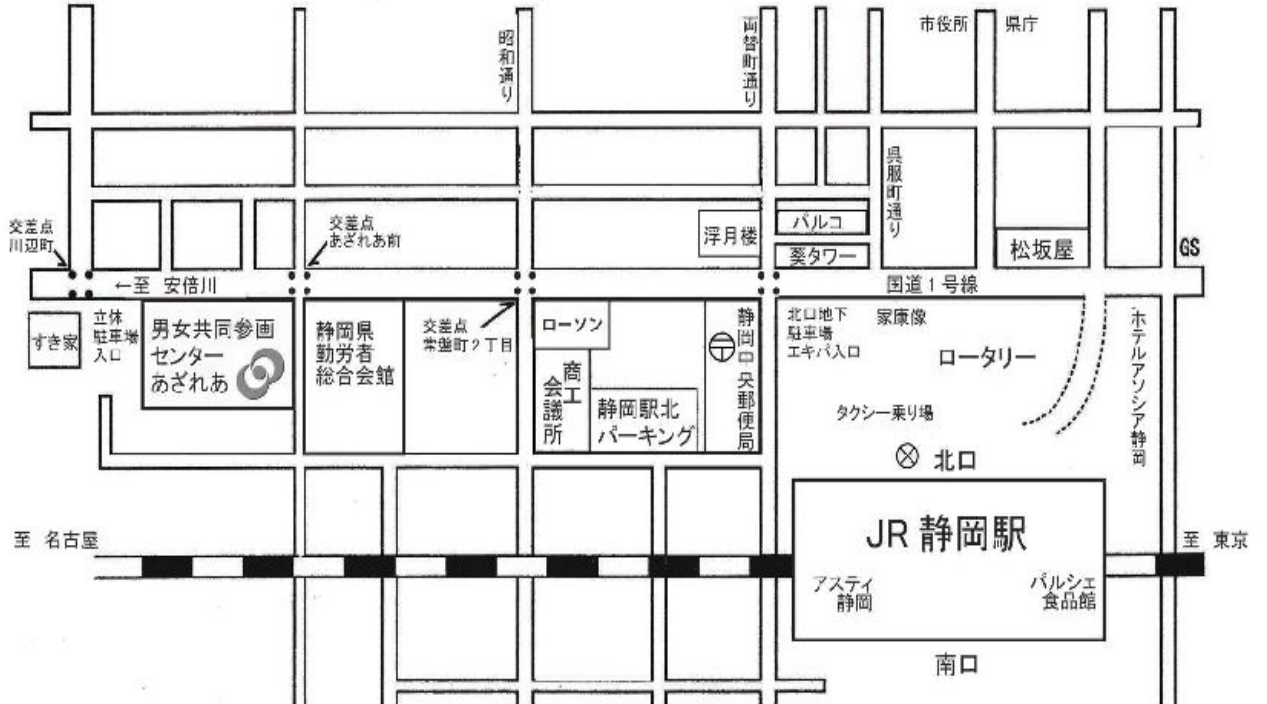 昭和通り
両替町通り
市役所
県庁
呉服町通り
交差点
川辺町
交差点
あざれあ前
浮月楼
パルコ
葵タワー
松坂屋
GS
←至 安倍川
国道1号線
すき家
立体
駐車場
入口
男女共同参画
センター
あざれあ
静岡県
勤労者
総合会館
交差点
常盤町2丁目
ローソン
商工
会議所
静岡駅北
パーキング
静岡中央郵便局
北口地下
駐車場
エキパ入口
家康像
ロータリー
タクシー乗り場
ホテルアソシア静岡
北口
JR 静岡駅
至 名古屋
至 東京
アスティ
静岡
パルシェ
食品館
南口